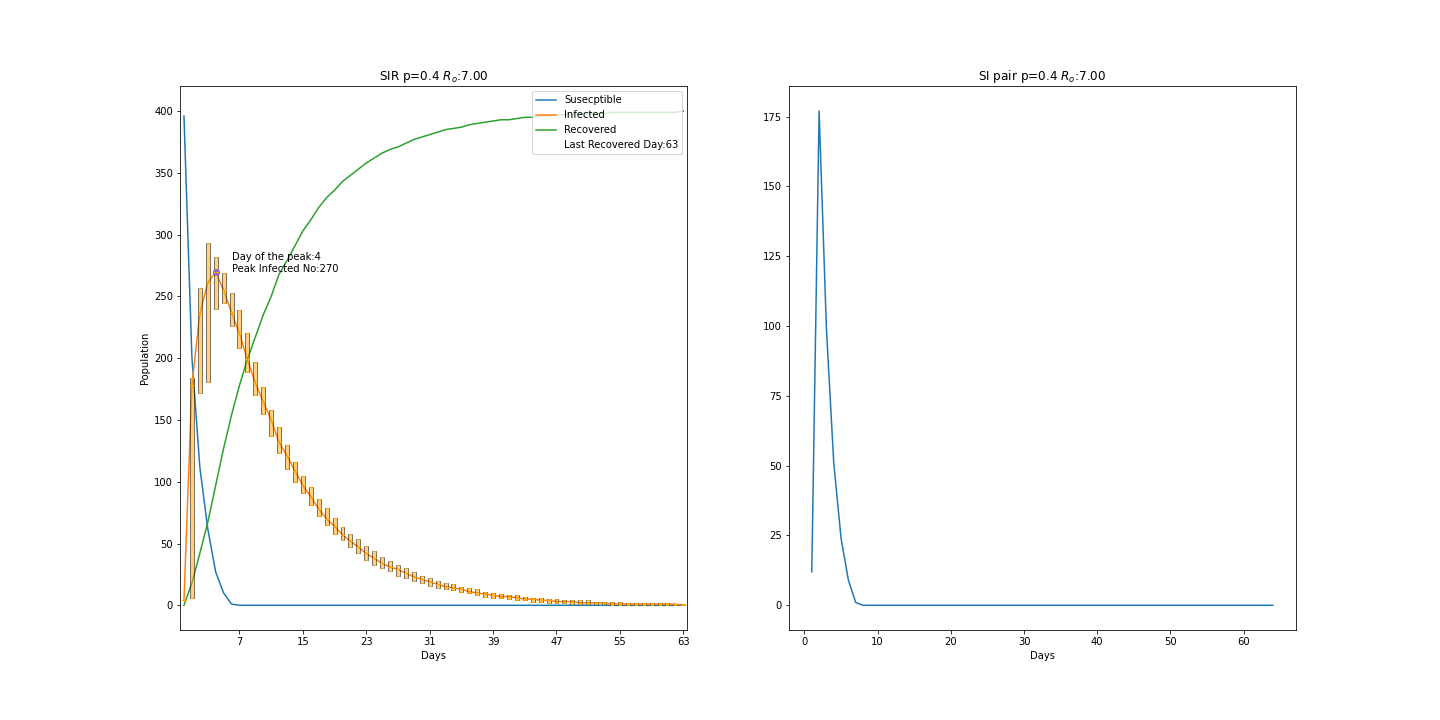 SIR p=0.4 Rₒ:7.00
Susecptible
Infected
Recovered
Last Recovered Day:63
Day of the peak:4
Peak Infected No:270
Population
400
350
300
250
200
150
100
50
0
7 15 23 31 39 47 55 63
Days
SI pair p=0.4 Rₒ:7.00
175
150
125
100
75
50
25
0
0 10 20 30 40 50 60
Days